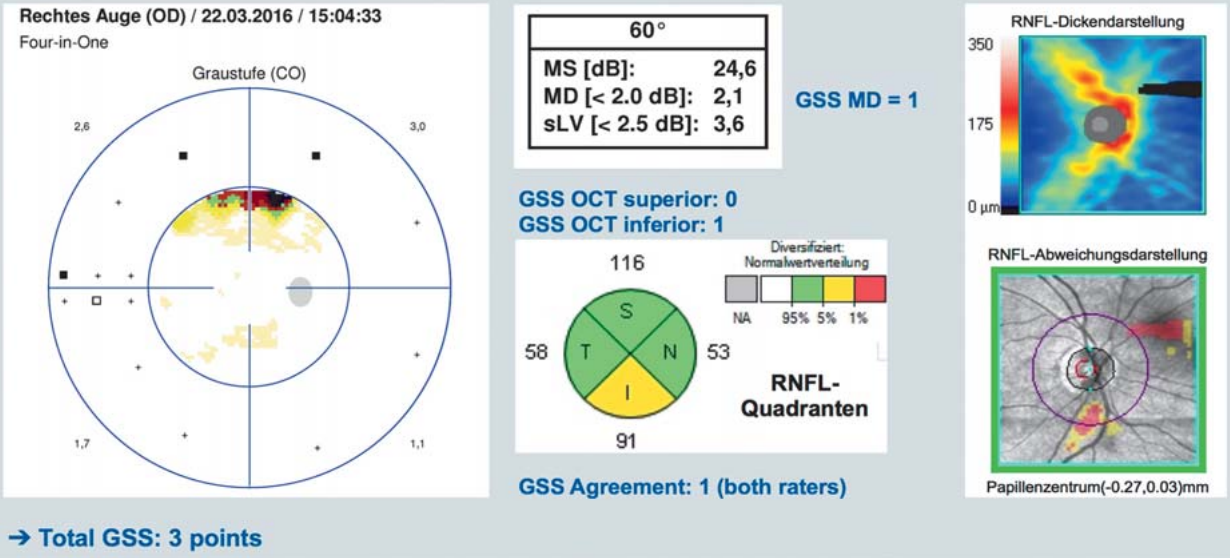 Rechtes Auge (OD) / 22.03.2016 / 15:04:33
Four-in-One
Graustufe (CO)
2,6
3,0
1,7
1,1
60°
MS [dB]: 24,6
MD [< 2.0 dB]: 2,1
sLV [< 2.5 dB]: 3,6
GSS MD = 1
GSS OCT superior: 0
GSS OCT inferior: 1
116
S
58
T
N
53
I
91
Diversifiziert:
Normalwertverteilung
NA 95% 5% 1%
RNFL-
Quadranten
L
GSS Agreement: 1 (both raters)
RNFL-Dickendarstellung
350
175
0 µm
RNFL-Abweichungsdarstellung
Papillenzentrum(-0.27,0.03)mm
➔ Total GSS: 3 points